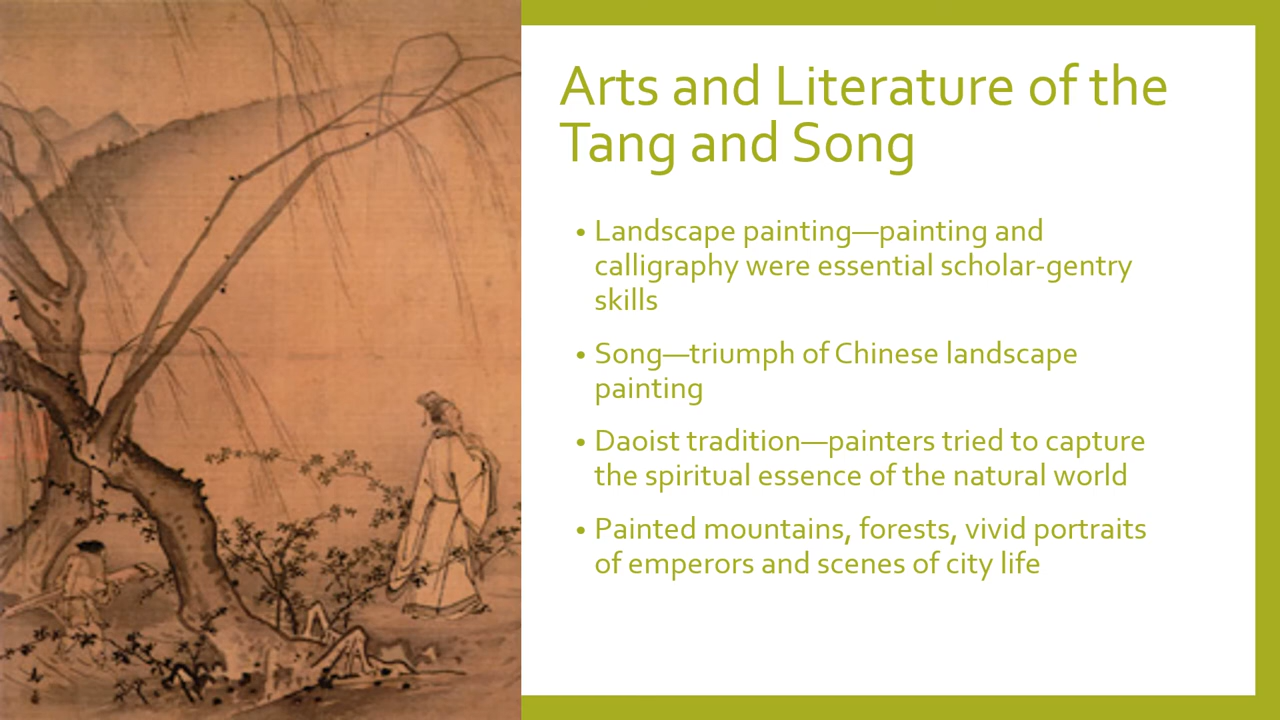 Arts and Literature of the
Tang and Song
• Landscape painting—painting and
calligraphy were essential scholar-gentry
skills
• Song—triumph of Chinese landscape
painting
• Daoist tradition—painters tried to capture
the spiritual essence of the natural world
• Painted mountains, forests, vivid portraits
of emperors and scenes of city life